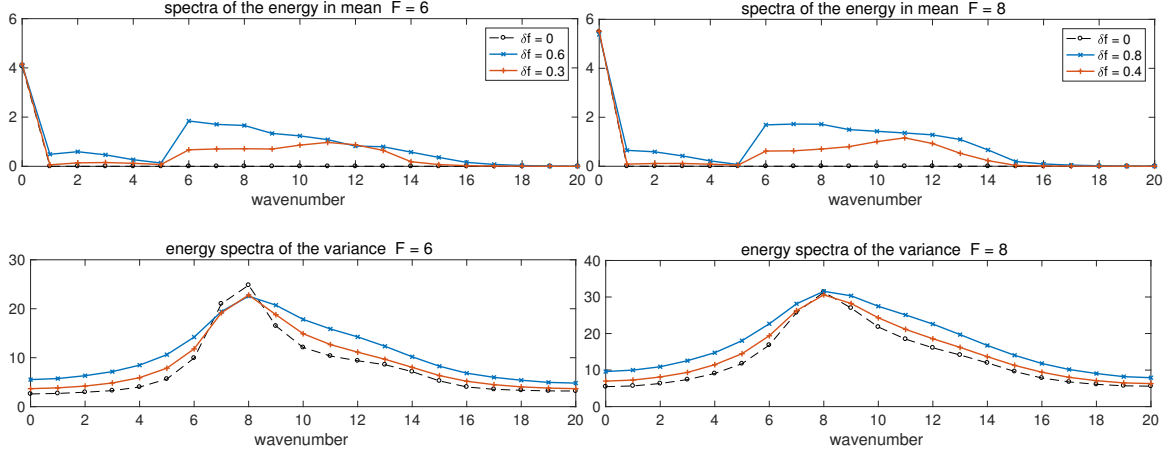 spectra of the energy in mean F = 6
6
4
2
0
δf = 0
δf = 0.6
δf = 0.3
0 2 4 6 8 10 12 14 16 18 20
wavenumber
spectra of the energy in mean F = 8
6
4
2
0
δf = 0
δf = 0.8
δf = 0.4
0 2 4 6 8 10 12 14 16 18 20
wavenumber
energy spectra of the variance F = 6
30
20
10
0
0 2 4 6 8 10 12 14 16 18 20
wavenumber
energy spectra of the variance F = 8
40
30
20
10
0
0 2 4 6 8 10 12 14 16 18 20
wavenumber